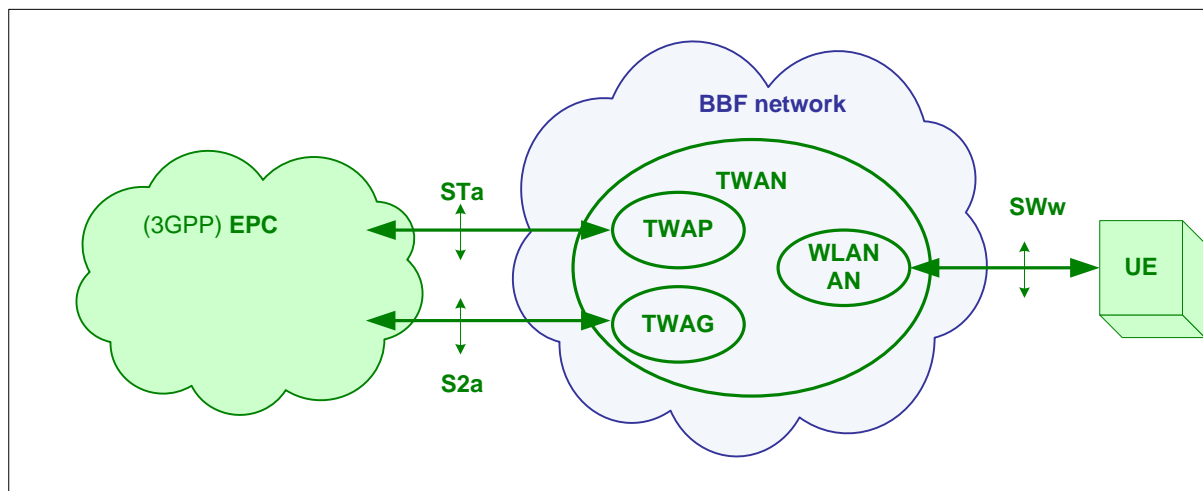 BBF network
TWAN
STa
SWw
(3GPP) EPC
TWAP
WLAN
AN
UE
TWAG
S2a